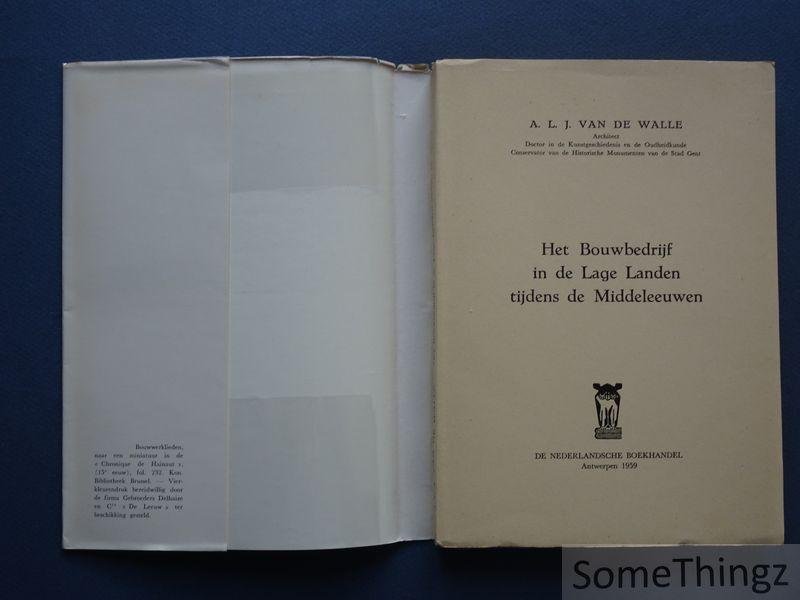 Bouwwerklieden,
naar een miniatuur in de
« Chronique de Hainaut »,
(15e eeuw), fol. 232. Kon.
Bibliotheek Brussel. — Vier-
kleurendruk bereidwillig door
de firma Gebroeders Delhaize
en Cie « De Leeuw » ter
beschikking gesteld.
A. L. J. VAN DE WALLE
Architect
Doctor in de Kunstgeschiedenis en de Oudheidkunde
Conservator van de Historische Monumenten van de Stad Gent
Het Bouwbedrijf
in de Lage Landen
tijdens de Middeleeuwen
DE NEDERLANDSCHE BOEKHANDEL
Antwerpen 1959
SomeThingz